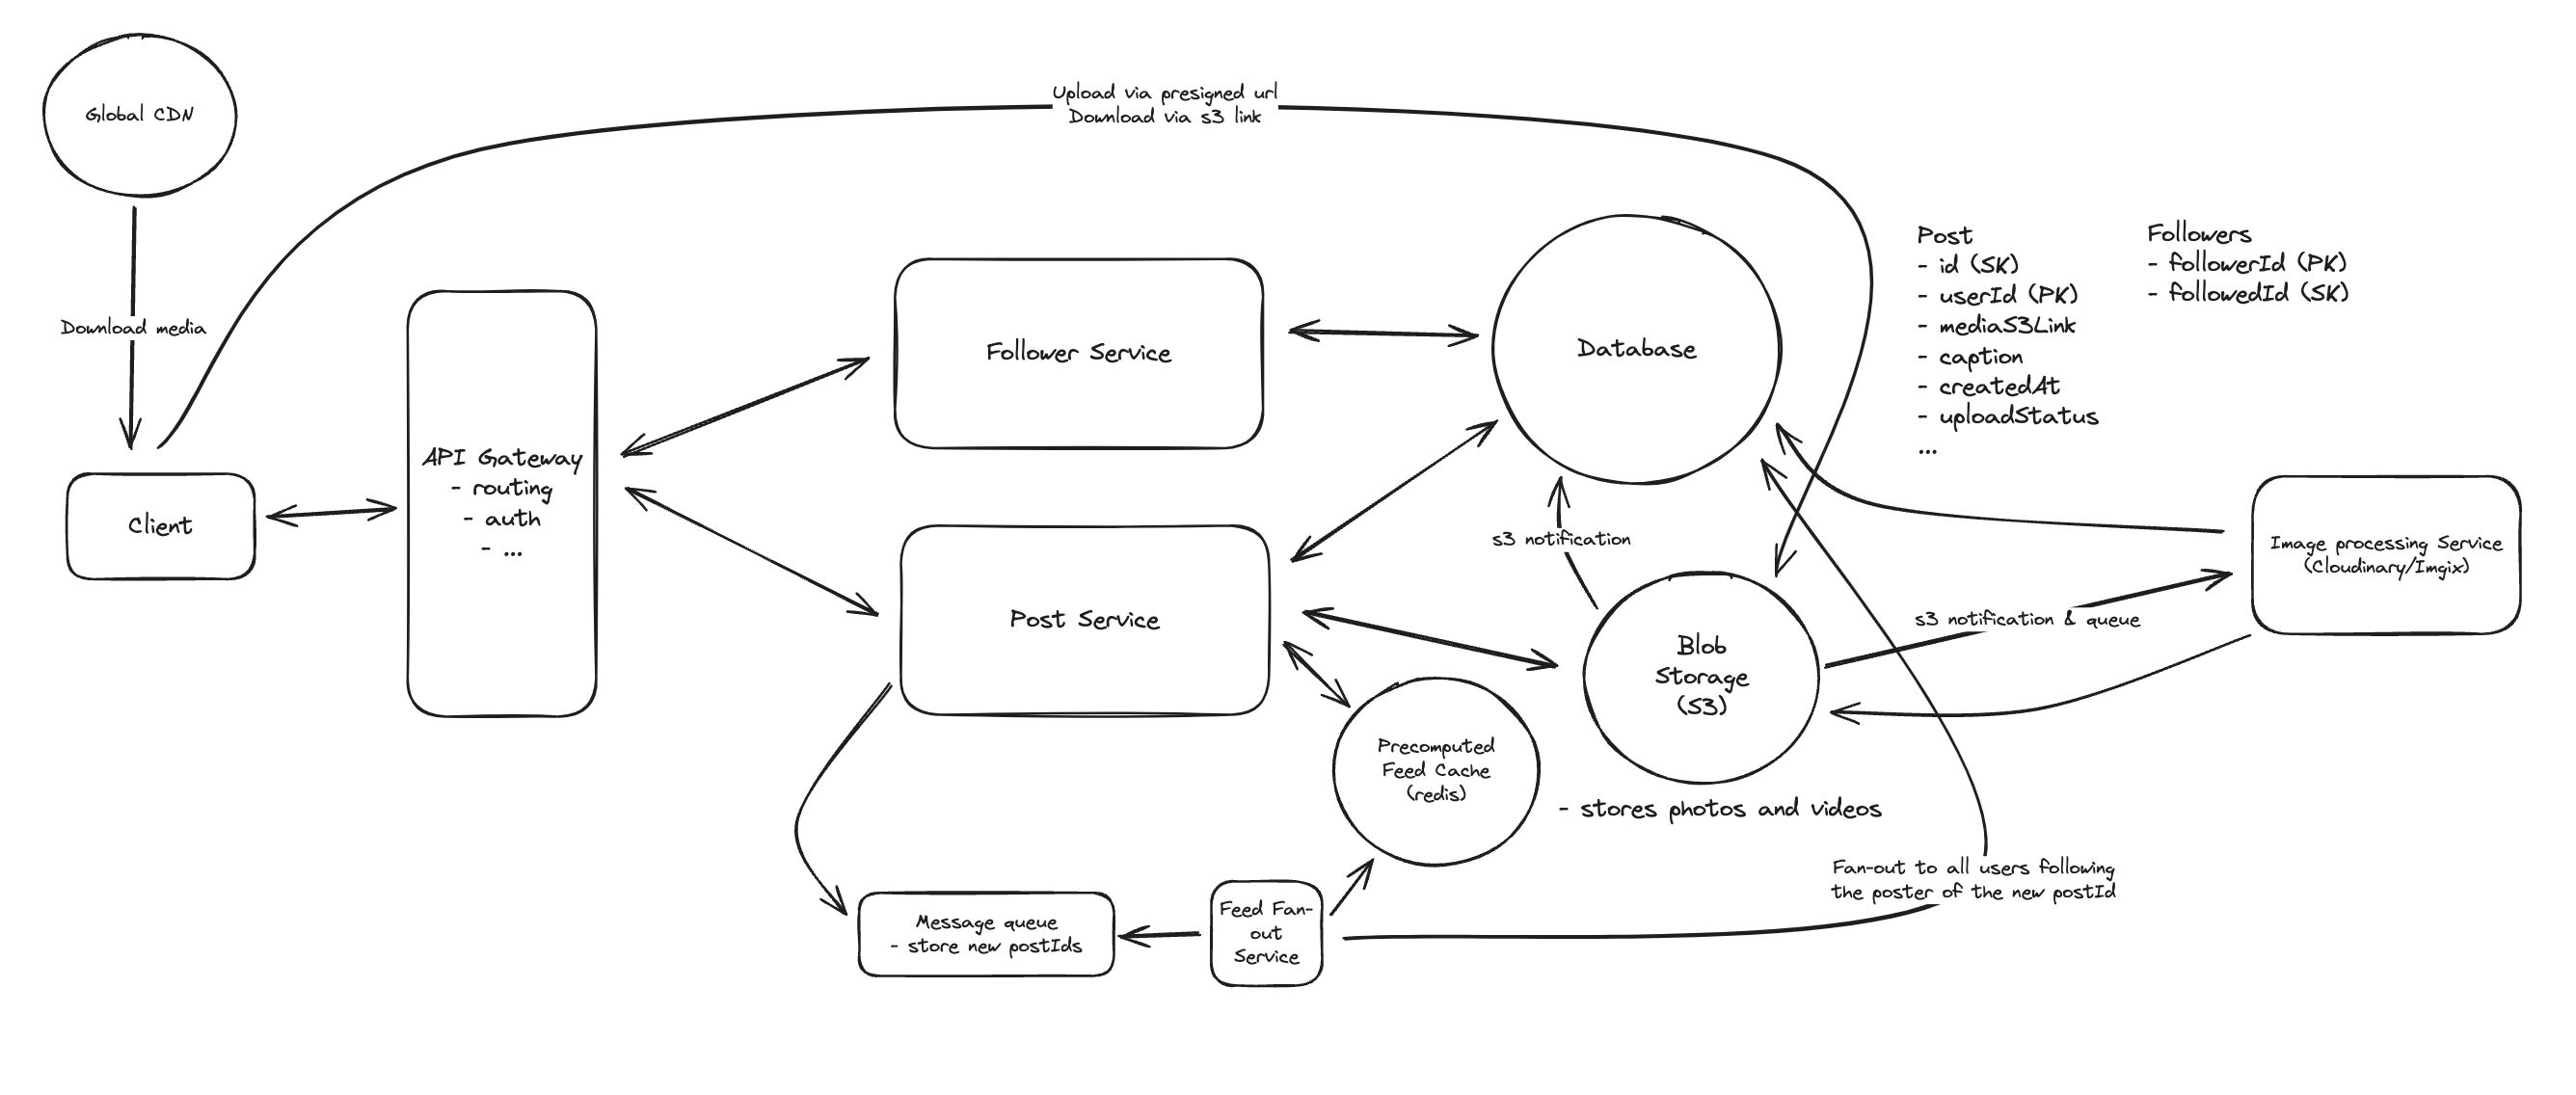 Global CDN
Upload via presigned url
Download via s3 link
Download media
Client
API Gateway
- routing
- auth
- ...
Follower Service
Post Service
Database
Post
- id (SK)
- userId (PK)
- mediaS3Link
- caption
- createdAt
- uploadStatus
...
Followers
- followerId (PK)
- followedId (SK)
s3 notification
Blob
Storage
(S3)
- stores photos and videos
s3 notification & queue
Image processing Service
(Cloudinary/Imgix)
Precomputed
Feed Cache
(redis)
Message queue
- store new postIds
Feed Fan-
out
Service
Fan-out to all users following
the poster of the new postId